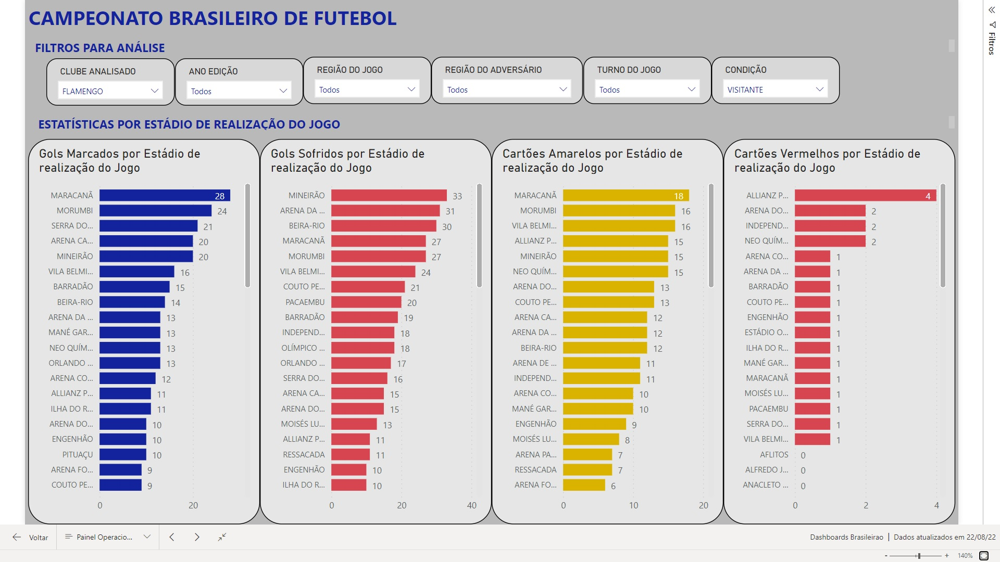 CAMPEONATO BRASILEIRO DE FUTEBOL
Filtros
FILTROS PARA ANÁLISE
CLUBE ANALISADO
FLAMENGO
ANO EDIÇÃO
Todos
REGIÃO DO JOGO
Todos
REGIÃO DO ADVERSÁRIO
Todos
TURNO DO JOGO
Todos
CONDIÇÃO
VISITANTE
ESTATÍSTICAS POR ESTÁDIO DE REALIZAÇÃO DO JOGO
Gols Marcados por Estádio de
realização do Jogo
MARACANÃ 28
MORUMBI 24
SERRA DO... 21
ARENA CA... 20
MINEIRÃO 20
VILA BELMI... 16
BARRADÃO 15
BEIRA-RIO 14
ARENA DA ... 13
MANÉ GAR... 13
NEO QUÍM... 13
ORLANDO ... 13
ARENA CO... 12
ALLIANZ P... 11
ILHA DO R... 11
ARENA DO... 10
ENGENHÃO 10
PITUAÇU 10
ARENA FO... 9
COUTO PE... 9
0 20
Gols Sofridos por Estádio de
realização do Jogo
MINEIRÃO 33
ARENA DA ... 31
BEIRA-RIO 30
MARACANÃ 27
MORUMBI 27
VILA BELMI... 24
COUTO PE... 21
PACAEMBU 20
BARRADÃO 19
INDEPEND... 18
OLÍMPICO ... 18
ORLANDO ... 17
SERRA DO... 16
ARENA CA... 15
ARENA DO... 15
MOISÉS LU... 13
ALLIANZ P... 11
RESSACADA 11
ENGENHÃO 10
ILHA DO R... 10
0 20 40
Cartões Amarelos por Estádio de
realização do Jogo
MARACANÃ 18
MORUMBI 16
VILA BELMI... 16
ALLIANZ P... 15
MINEIRÃO 15
NEO QUÍM... 15
ARENA DO... 13
COUTO PE... 13
ARENA CA... 12
ARENA DA ... 12
BEIRA-RIO 12
ARENA DE ... 11
INDEPEND... 11
ARENA CO... 10
MANÉ GAR... 10
ENGENHÃO 9
MOISÉS LU... 8
ARENA PA... 7
RESSACADA 7
ARENA FO... 6
0 10 20
Cartões Vermelhos por Estádio de
realização do Jogo
ALLIANZ P... 4
ARENA DO... 2
INDEPEND... 2
NEO QUÍM... 2
ARENA CO... 1
ARENA DA ... 1
BARRADÃO 1
COUTO PE... 1
ENGENHÃO 1
ESTÁDIO O... 1
ILHA DO R... 1
MANÉ GAR... 1
MARACANÃ 1
MOISÉS LU... 1
PACAEMBU 1
SERRA DO... 1
VILA BELMI... 1
AFLITOS 0
ALFREDO J... 0
ANACLETO ... 0
0 2 4
Voltar
Painel Operacio...
Dashboards Brasileirao | Dados atualizados em 22/08/22
- + 140%